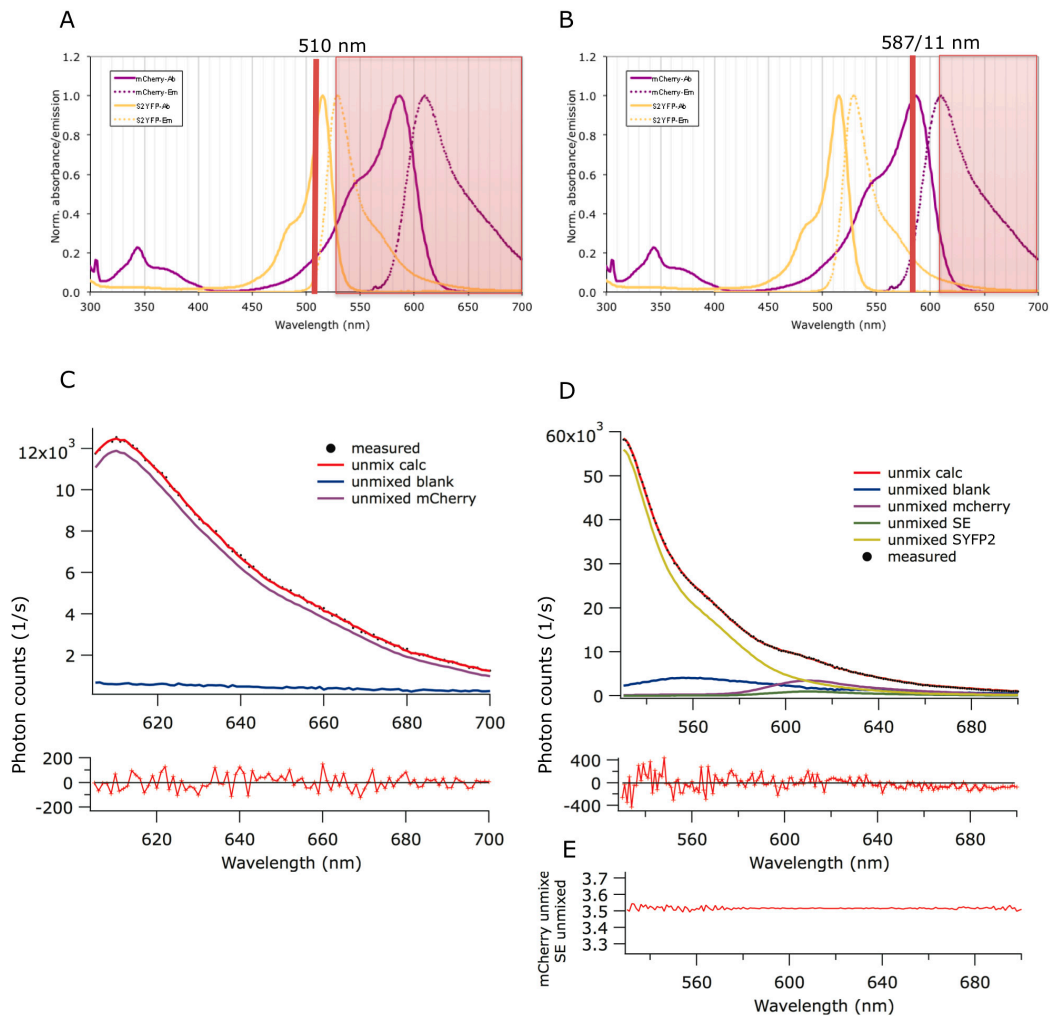 A
510 nm
1.2
1.0
0.8
0.6
0.4
0.2
0.0
Norm. absorbance/emission
mCherry-Ab
mCherry-Em
S2YFP-Ab
S2YFP-Em
300 350 400 450 500 550 600 650 700
Wavelength (nm)
B
587/11 nm
1.2
1.0
0.8
0.6
0.4
0.2
0.0
Norm. absorbance/emission
mCherry-Ab
mCherry-Em
S2YFP-Ab
S2YFP-Em
300 350 400 450 500 550 600 650 700
Wavelength (nm)
C
12x10³
10
8
6
4
2
Photon counts (1/s)
measured
unmix calc
unmixed blank
unmixed mCherry
620 640 660 680 700
200
0
-200
620 640 660 680 700
Wavelength (nm)
D
60x10³
50
40
30
20
10
0
Photon counts (1/s)
unmix calc
unmixed blank
unmixed mcherry
unmixed SE
unmixed SYFP2
measured
560 600 640 680
400
0
-400
560 600 640 680
Wavelength (nm)
E
3.7
3.6
3.5
3.4
3.3
mCherry unmixe
SE unmixed
560 600 640 680
Wavelength (nm)